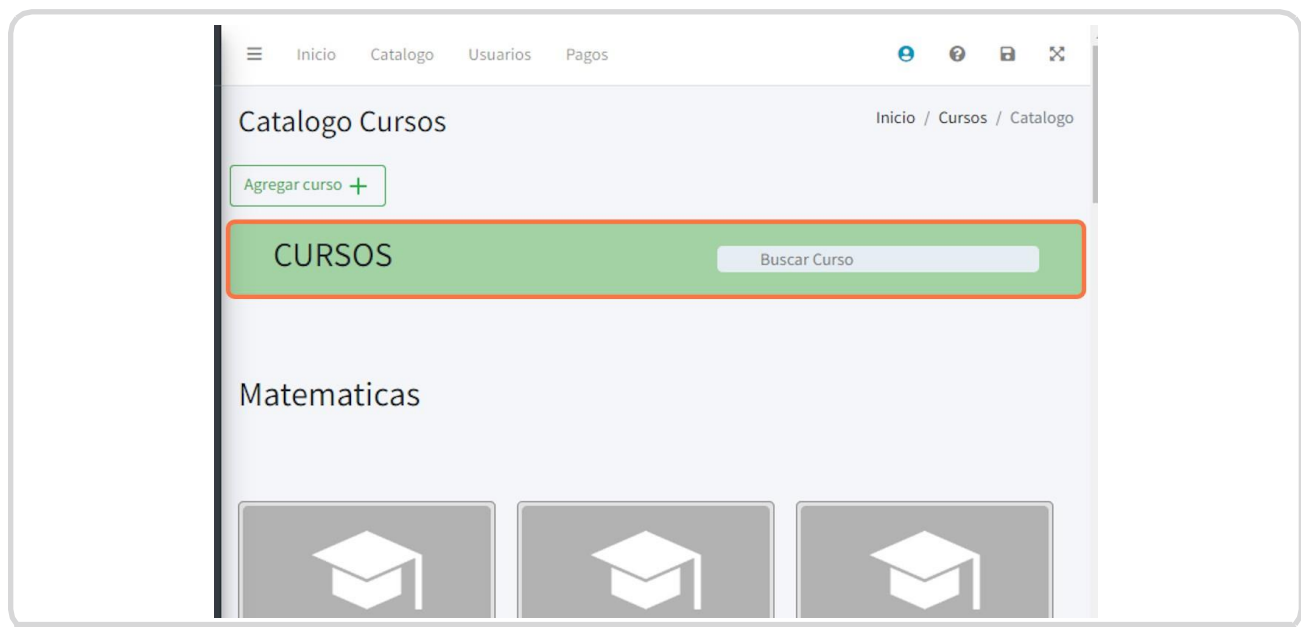 Inicio Catalogo Usuarios Pagos
Catalogo Cursos
Inicio / Cursos / Catalogo
Agregar curso +
CURSOS
Buscar Curso
Matematicas